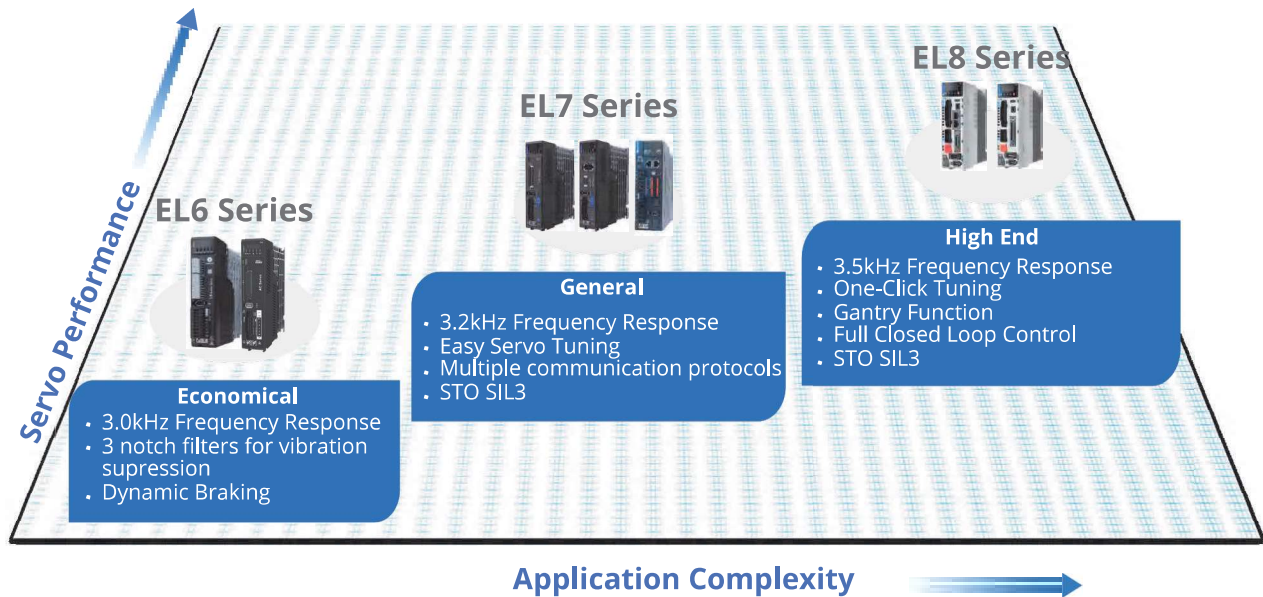 Servo Performance
EL6 Series
Economical
· 3.0kHz Frequency Response
· 3 notch filters for vibration
supression
· Dynamic Braking
EL7 Series
General
· 3.2kHz Frequency Response
· Easy Servo Tuning
· Multiple communication protocols
· STO SIL3
EL8 Series
High End
· 3.5kHz Frequency Response
· One-Click Tuning
· Gantry Function
· Full Closed Loop Control
· STO SIL3
Application Complexity